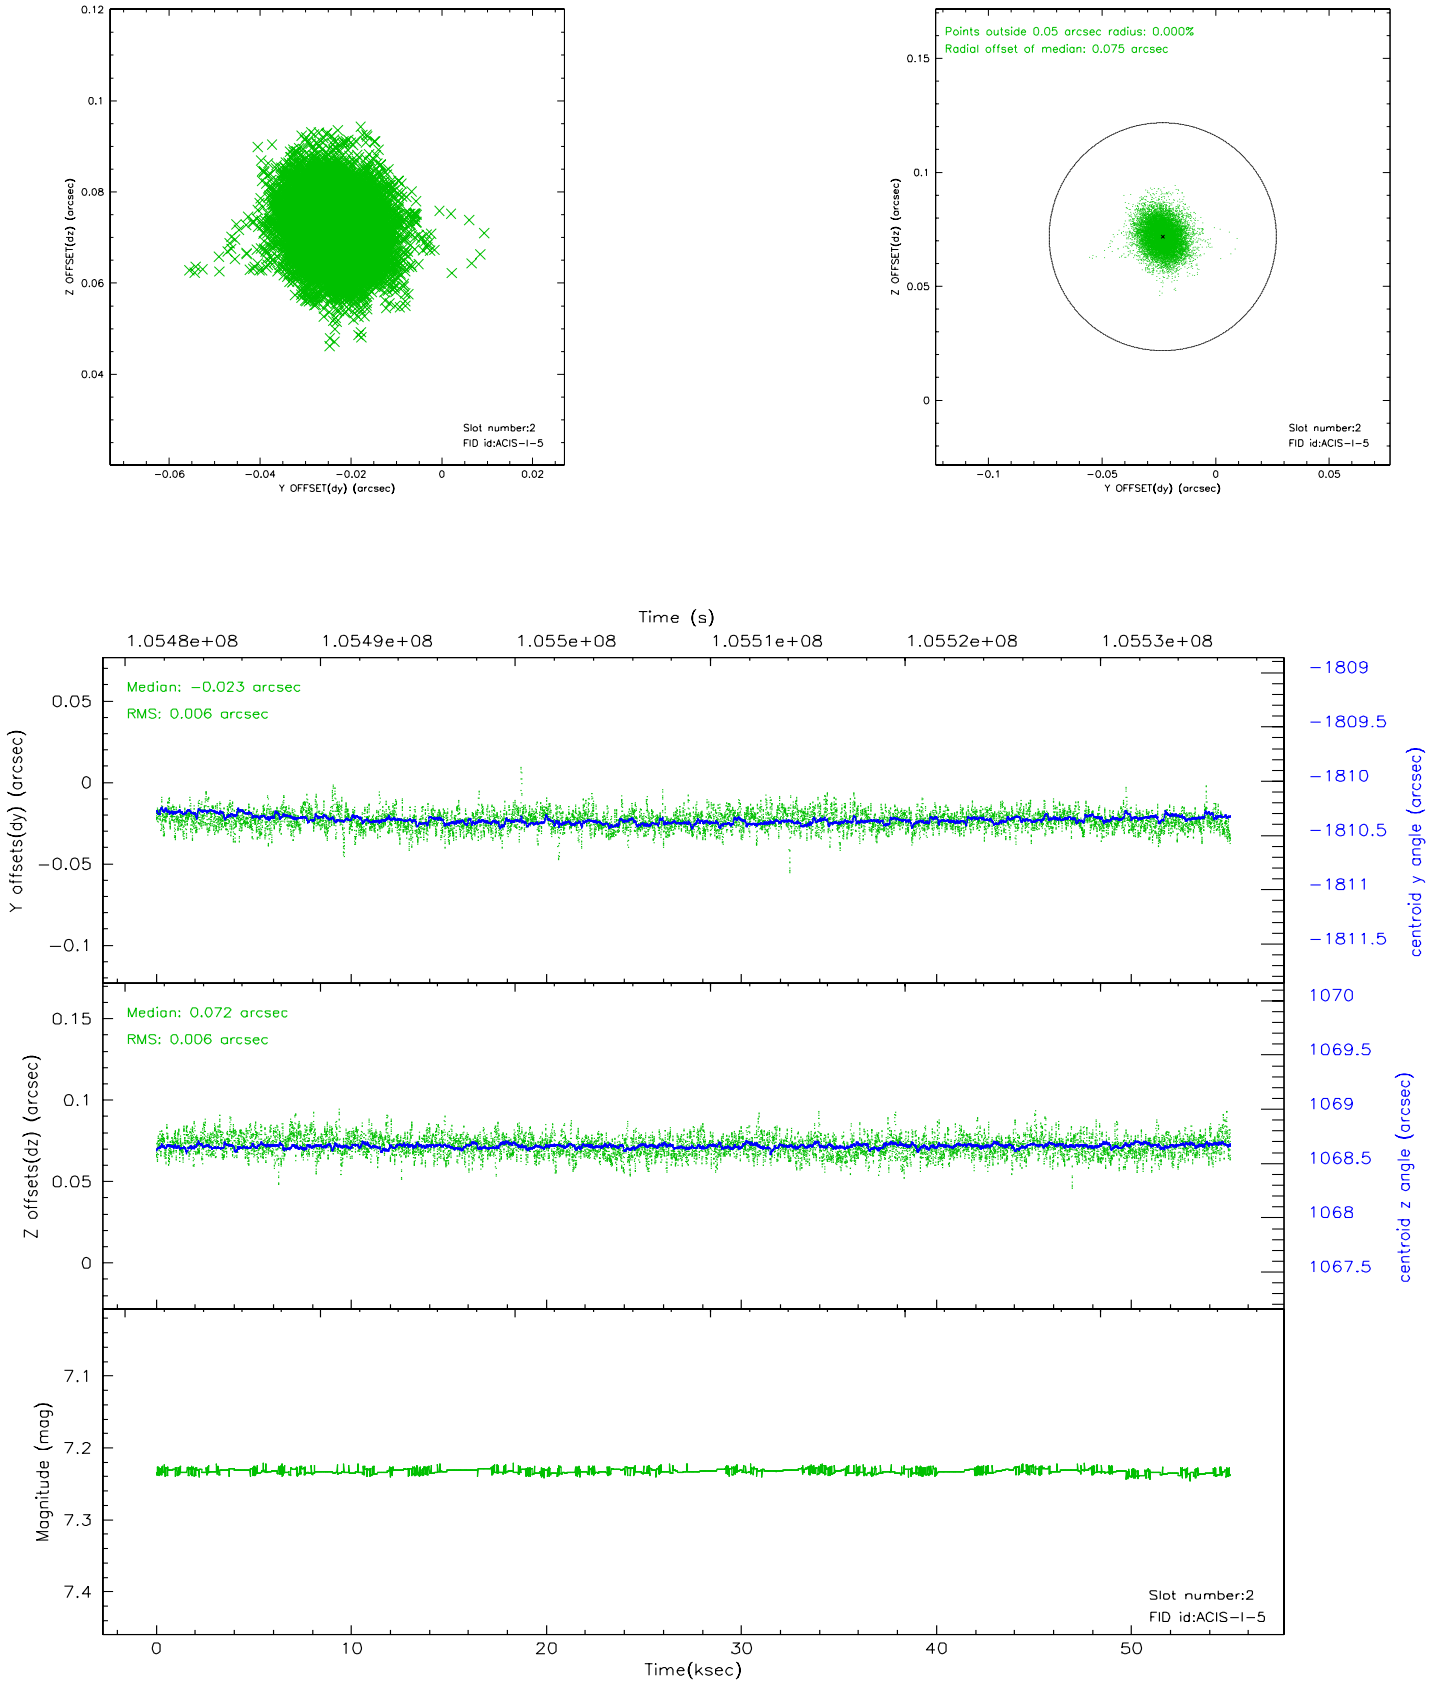 0.12
0.1
0.08
0.06
0.04
Z OFFSET(dz) (arcsec)
-0.06
-0.04
-0.02
0
0.02
Y OFFSET(dy) (arcsec)
Slot number:2
FID id:ACIS-I-5
Points outside 0.05 arcsec radius: 0.000%
Radial offset of median: 0.075 arcsec
0.15
0.1
0.05
0
Z OFFSET(dz) (arcsec)
-0.1
-0.05
0
0.05
Y OFFSET(dy) (arcsec)
Slot number:2
FID id:ACIS-I-5
Time (s)
1.0548e+08
1.0549e+08
1.055e+08
1.0551e+08
1.0552e+08
1.0553e+08
Median: -0.023 arcsec
RMS: 0.006 arcsec
0.05
0
-0.05
-0.1
Y offsets(dy) (arcsec)
-1809
-1809.5
-1810
-1810.5
-1811
-1811.5
centroid y angle (arcsec)
Median: 0.072 arcsec
RMS: 0.006 arcsec
0.15
0.1
0.05
0
Z offsets(dz) (arcsec)
1070
1069.5
1069
1068.5
1068
1067.5
centroid z angle (arcsec)
7.1
7.2
7.3
7.4
Magnitude (mag)
Slot number:2
FID id:ACIS-I-5
0
10
20
30
40
50
Time(ksec)